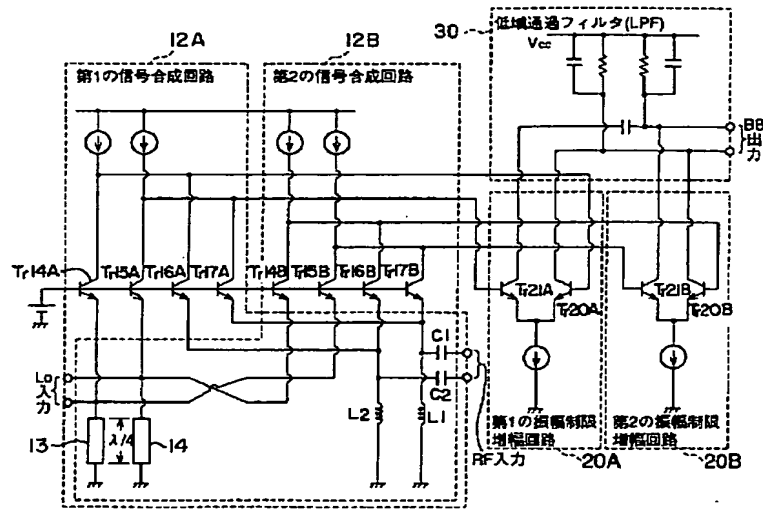 12A
12B
30
低域通過フィルタ(LPF)
Vcc
第1の信号合成回路
第2の信号合成回路
BB
出
力
Tr14A
Tr15A
Tr16A
Tr17A
Tr14B
Tr15B
Tr16B
Tr17B
Tr21A
Tr20A
Tr21B
Tr20B
C1
C2
Lo
入
力
L2
L1
13
λ/4
14
RF入力
第1の振幅制限
増幅回路
第2の振幅制限
増幅回路
20A
20B